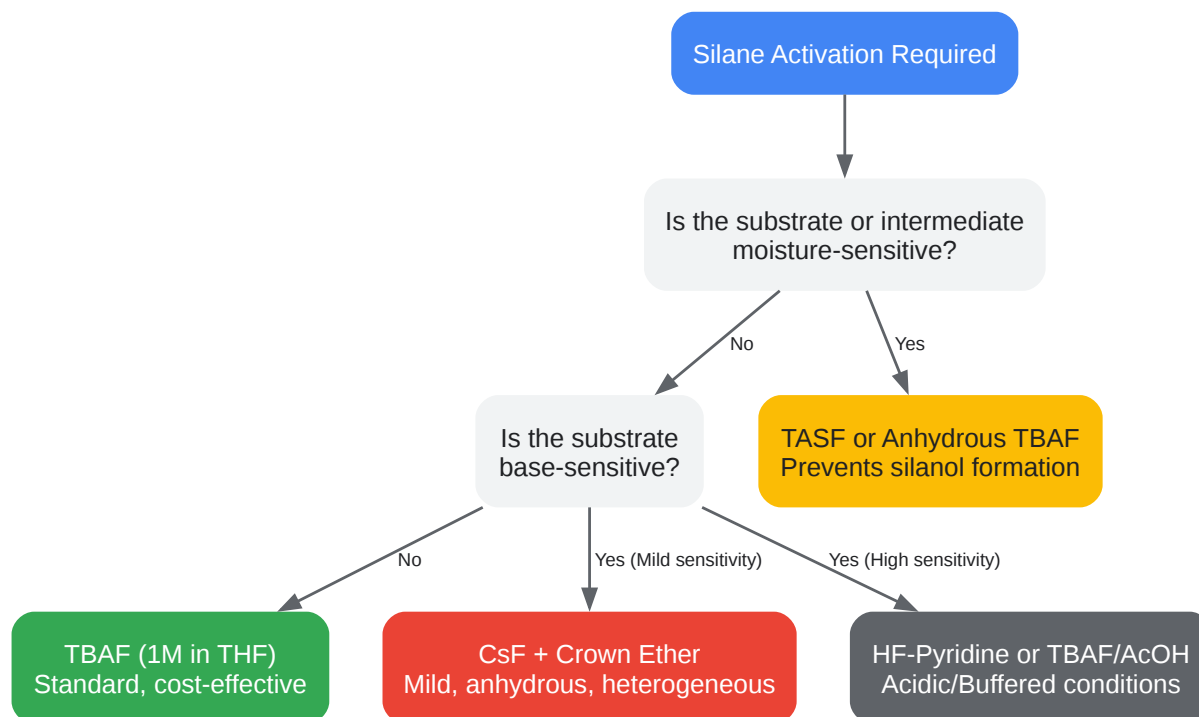 Silane Activation Required
Is the substrate or intermediate
moisture-sensitive?
No
Yes
Is the substrate
base-sensitive?
TASF or Anhydrous TBAF
Prevents silanol formation
No
Yes (Mild sensitivity)
Yes (High sensitivity)
TBAF (1M in THF)
Standard, cost-effective
CsF + Crown Ether
Mild, anhydrous, heterogeneous
HF-Pyridine or TBAF/AcOH
Acidic/Buffered conditions